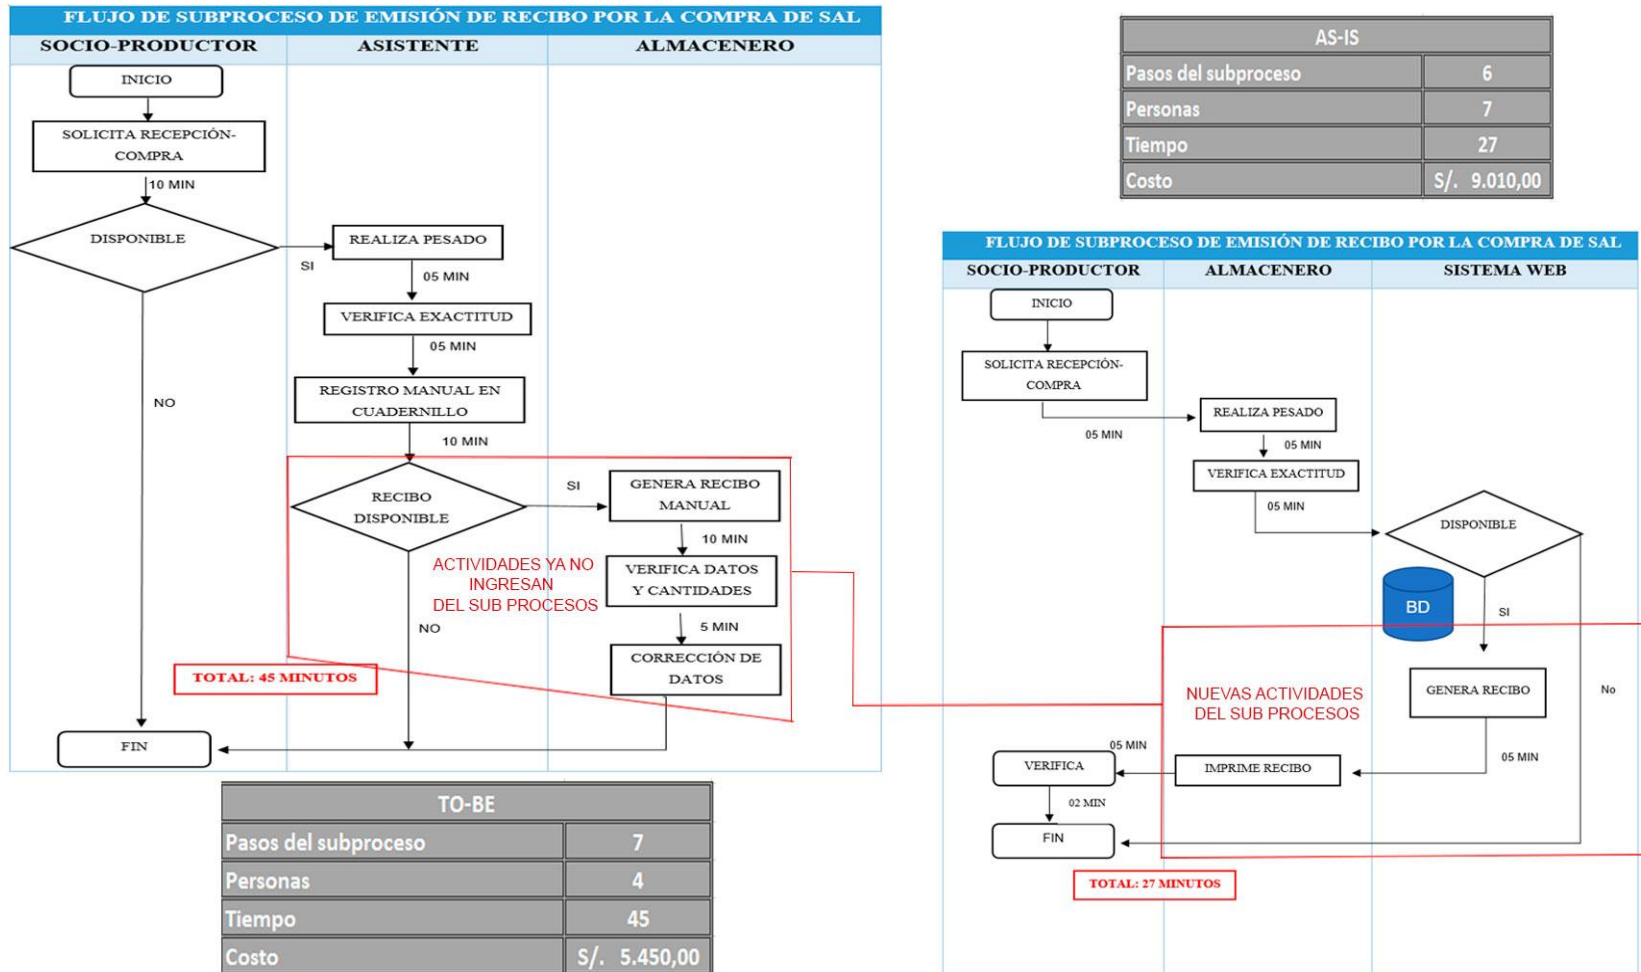 FLUJO DE SUBPROCESO DE EMISIÓN DE RECIBO POR LA COMPRA DE SAL
SOCIO-PRODUCTOR
ASISTENTE
ALMACENERO
INICIO
SOLICITA RECEPCIÓN-
COMPRA
10 MIN
DISPONIBLE
SI
REALIZA PESADO
05 MIN
VERIFICA EXACTITUD
05 MIN
REGISTRO MANUAL EN
CUADERNILLO
NO
10 MIN
RECIBO
DISPONIBLE
SI
GENERA RECIBO
MANUAL
10 MIN
ACTIVIDADES YA NO
INGRESAN
DEL SUB PROCESOS
VERIFICA DATOS
Y CANTIDADES
NO
5 MIN
CORRECCIÓN DE
DATOS
TOTAL: 45 MINUTOS
FIN
TO-BE
Pasos del subproceso 7
Personas 4
Tiempo 45
Costo S/. 5.450,00
AS-IS
Pasos del subproceso 6
Personas 7
Tiempo 27
Costo S/. 9.010,00
FLUJO DE SUBPROCESO DE EMISIÓN DE RECIBO POR LA COMPRA DE SAL
SOCIO-PRODUCTOR
ALMACENERO
SISTEMA WEB
INICIO
SOLICITA RECEPCIÓN-
COMPRA
05 MIN
REALIZA PESADO
05 MIN
VERIFICA EXACTITUD
05 MIN
DISPONIBLE
BD
SI
NUEVAS ACTIVIDADES
DEL SUB PROCESOS
GENERA RECIBO
No
05 MIN
IMPRIME RECIBO
05 MIN
VERIFICA
02 MIN
FIN
TOTAL: 27 MINUTOS